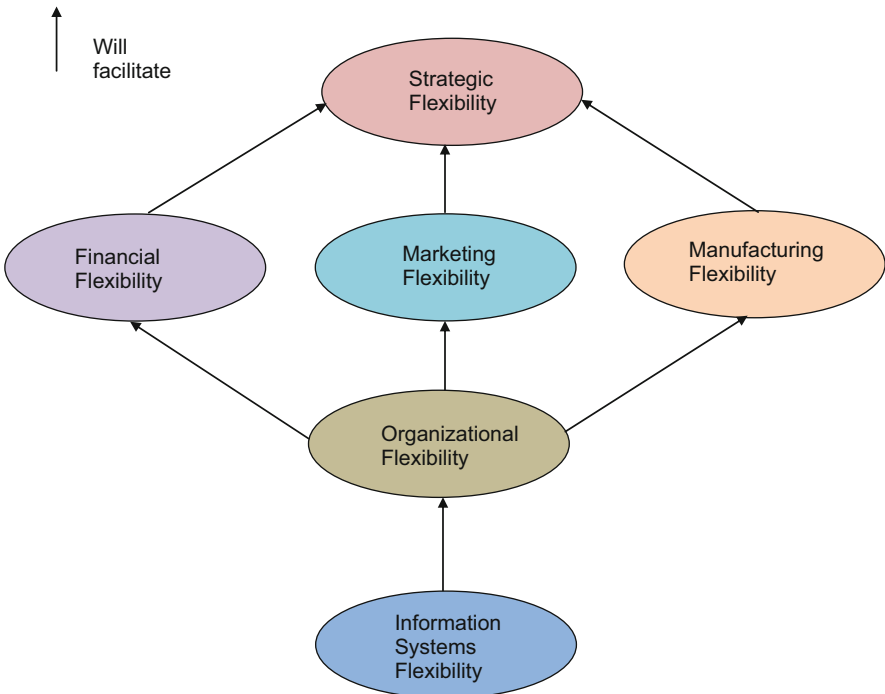 Will
facilitate
Strategic
Flexibility
Financial
Flexibility
Marketing
Flexibility
Manufacturing
Flexibility
Organizational
Flexibility
Information
Systems
Flexibility